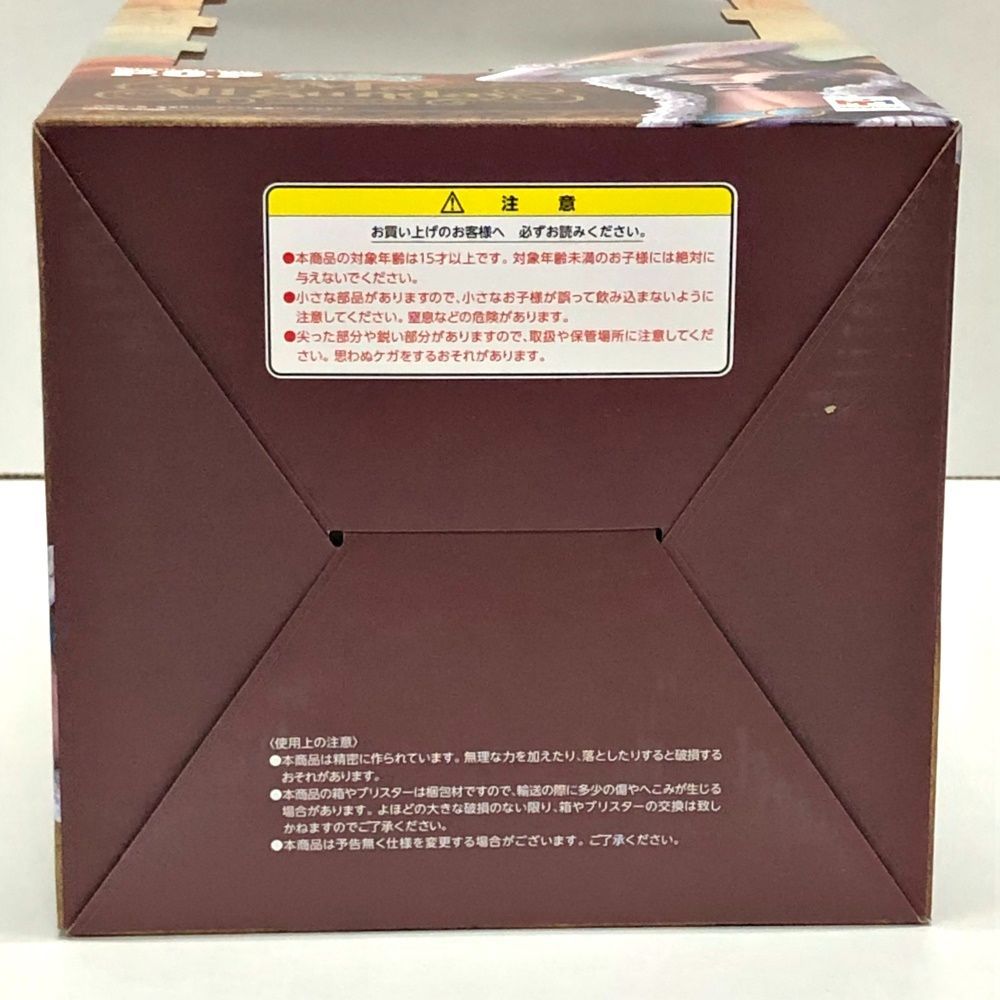 注 意
お買い上げのお客様へ 必ずお読みください。
●本商品の対象年齢は15才以上です。対象年齢未満のお子様には絶対に
与えないでください。
●小さな部品がありますので、小さなお子様が誤って飲み込まないように
注意してください。窒息などの危険があります。
●尖った部分や鋭い部分がありますので、取扱や保管場所に注意してくだ
さい。思わぬケガをするおそれがあります。
〈使用上の注意〉
●本商品は精密に作られています。無理な力を加えたり、落としたりすると破損する
おそれがあります。
●本商品の箱やブリスターは梱包材ですので、輸送の際に多少の傷やへこみが生じる
場合があります。よほどの大きな破損のない限り、箱やブリスターの交換は致し
かねますのでご了承ください。
●本商品は予告無く仕様を変更する場合がございます。ご了承ください。